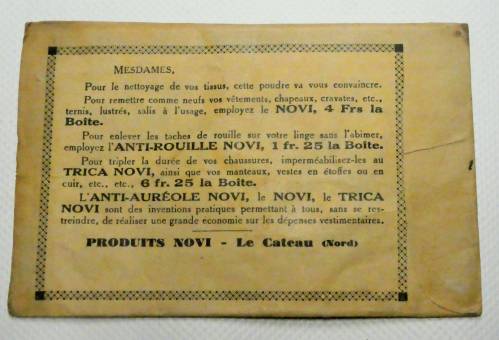 MESDAMES,
Pour le nettoyage de vos tissus, cette poudre va vous convaincre.
Pour remettre comme neufs vos vêtements, chapeaux, cravates, etc.,
ternis, lustrés, salis à l'usage, employez le NOVI, 4 Frs la
Boîte.
Pour enlever les taches de rouille sur votre linge sans l'abimer,
employez l'ANTI-ROUILLE NOVI, 1 fr. 25 la Boîte.
Pour tripler la durée de vos chaussures, imperméabilisez-les au
TRICA NOVI, ainsi que vos manteaux, vestes en étoffes ou en
cuir, etc., etc., 6 fr. 25 la Boîte.
L'ANTI-AURÉOLE NOVI, le NOVI, le TRICA
NOVI sont des inventions pratiques permettant à tous, sans se res-
treindre, de réaliser une grande économie sur les dépenses vestimentaires.
PRODUITS NOVI - Le Cateau (Nord)